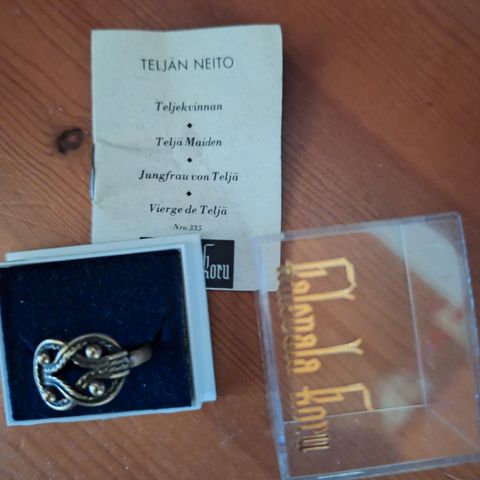 TELJÄN NEITO
Teljekvinnan
Teljä Maiden
Jungfrau von Teljä
Vierge de Teljä
Nro 335
Koru
Kalevala Koru